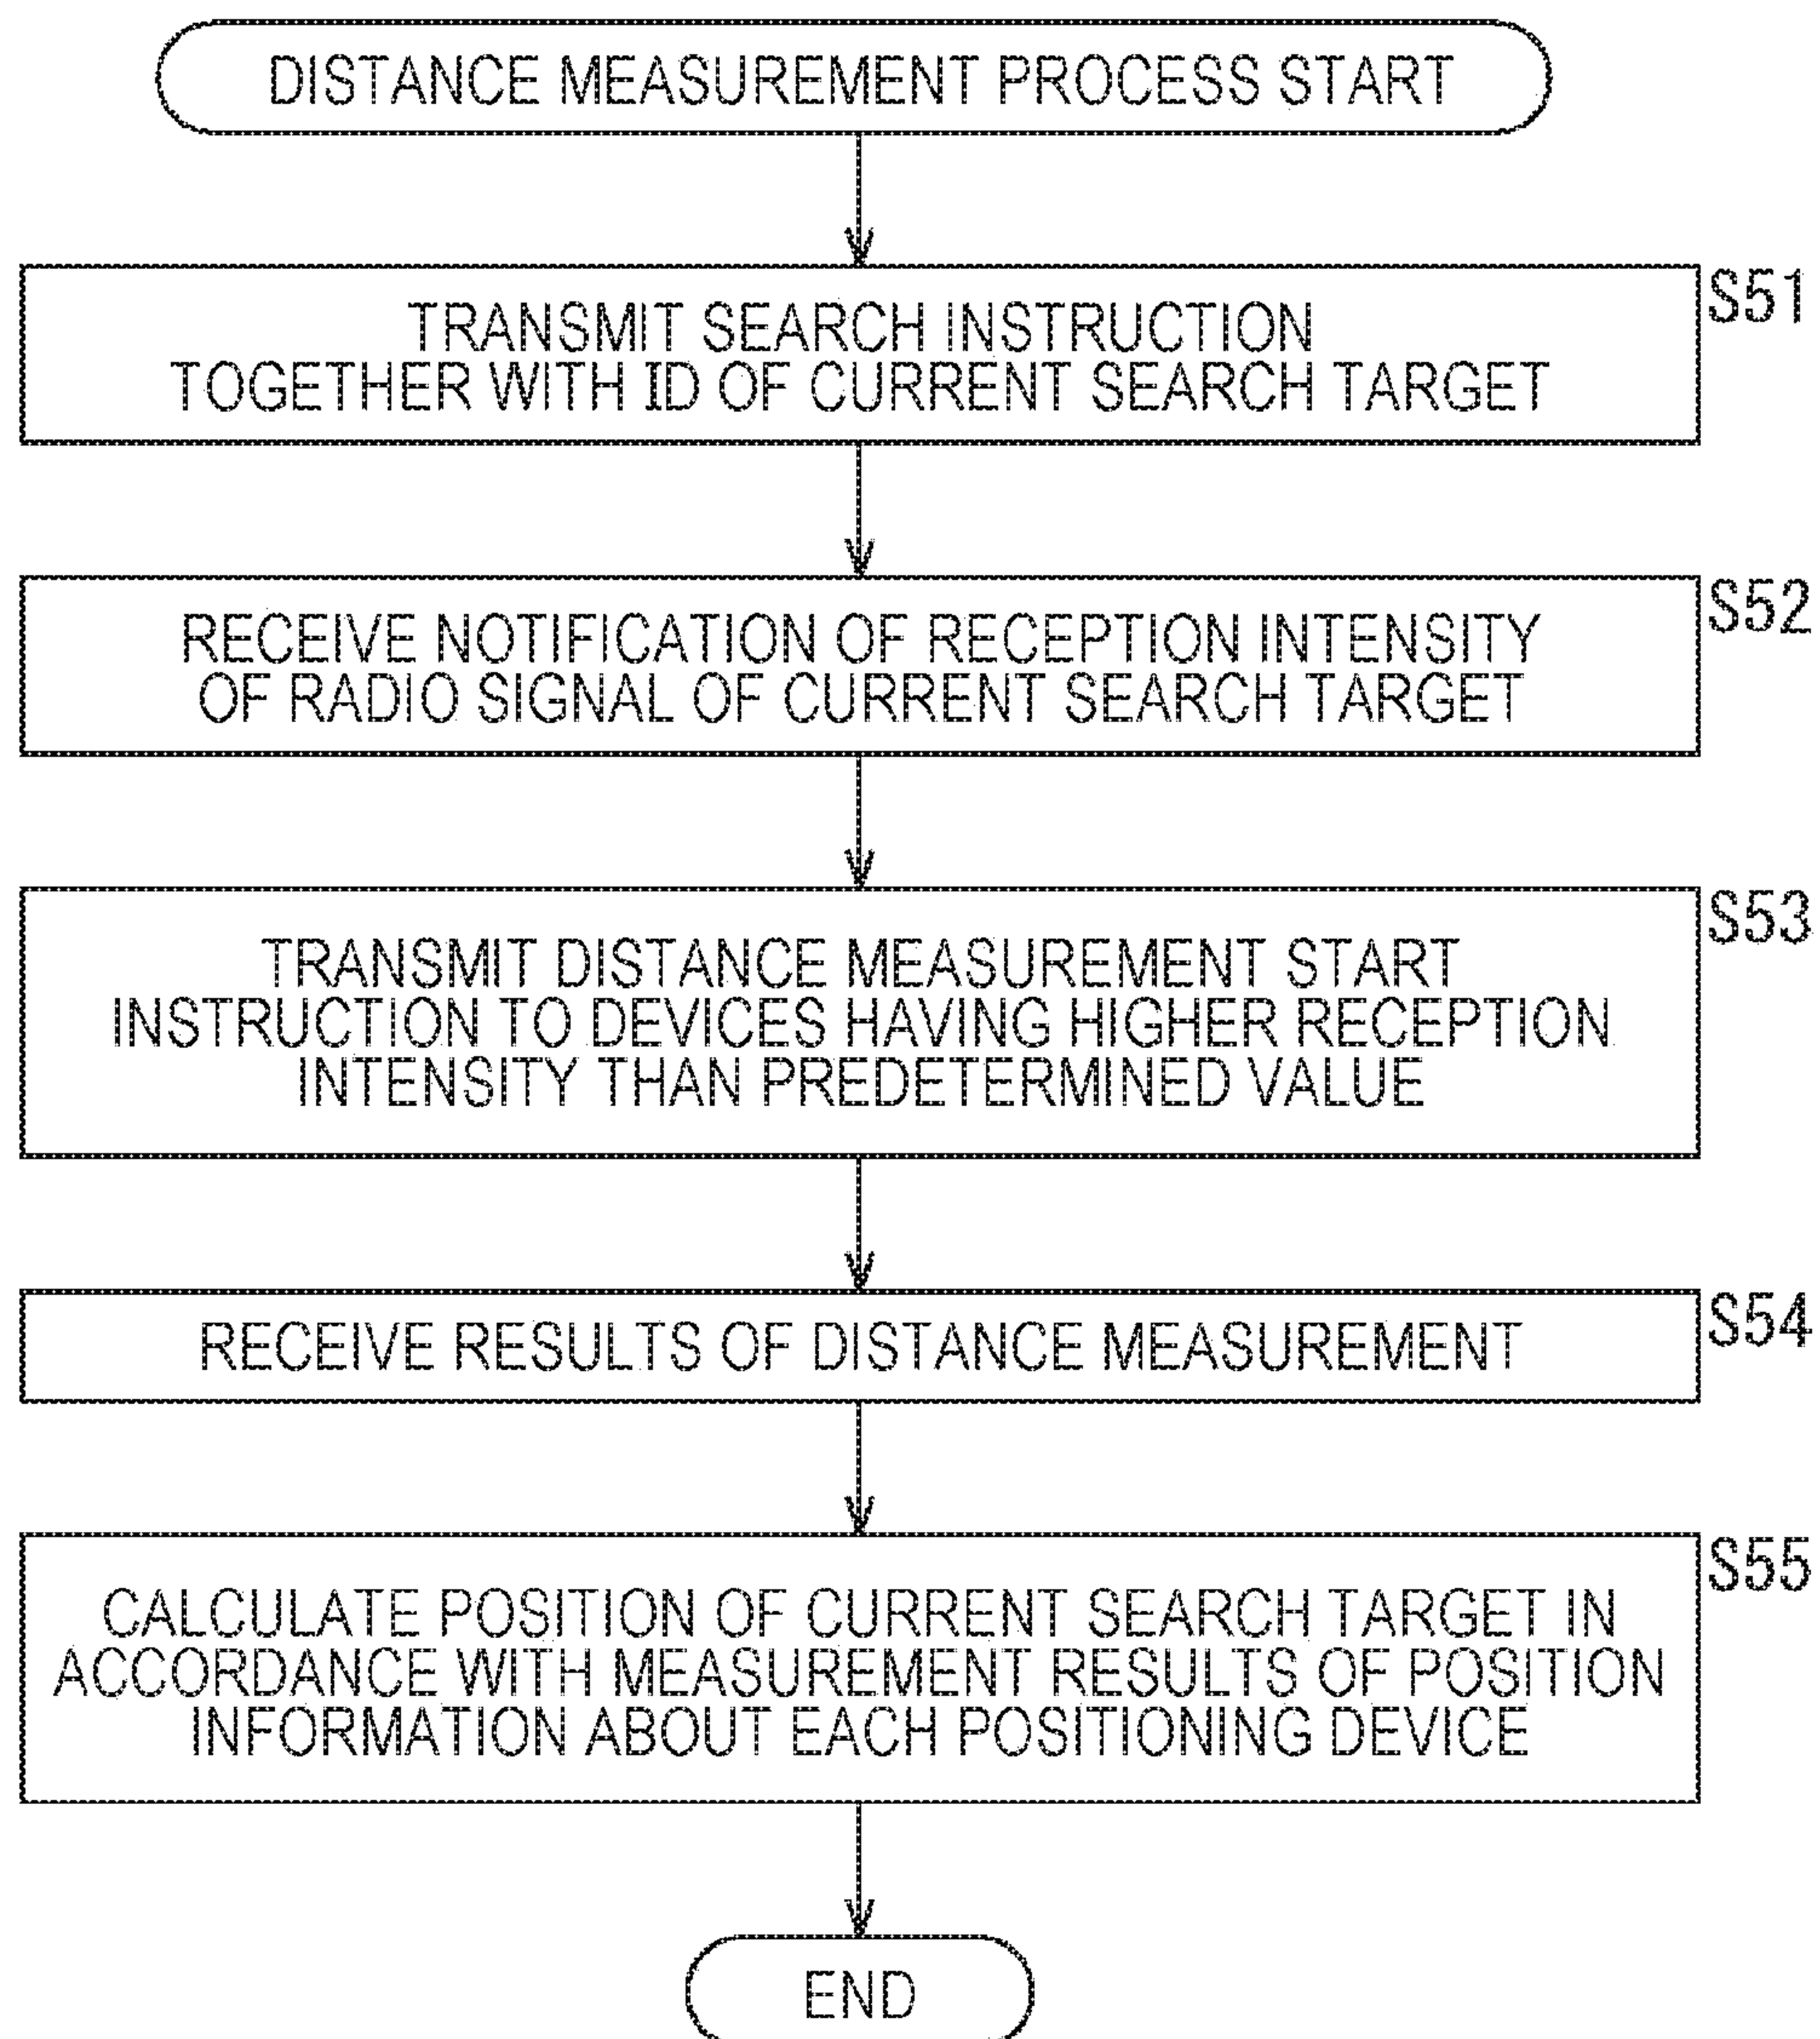 DISTANCE MEASUREMENT PROCESS START
S51
TRANSMIT SEARCH INSTRUCTION
TOGETHER WITH ID OF CURRENT SEARCH TARGET
S52
RECEIVE NOTIFICATION OF RECEPTION INTENSITY
OF RADIO SIGNAL OF CURRENT SEARCH TARGET
S53
TRANSMIT DISTANCE MEASUREMENT START
INSTRUCTION TO DEVICES HAVING HIGHER RECEPTION
INTENSITY THAN PREDETERMINED VALUE
S54
RECEIVE RESULTS OF DISTANCE MEASUREMENT
S55
CALCULATE POSITION OF CURRENT SEARCH TARGET IN
ACCORDANCE WITH MEASUREMENT RESULTS OF POSITION
INFORMATION ABOUT EACH POSITIONING DEVICE
END